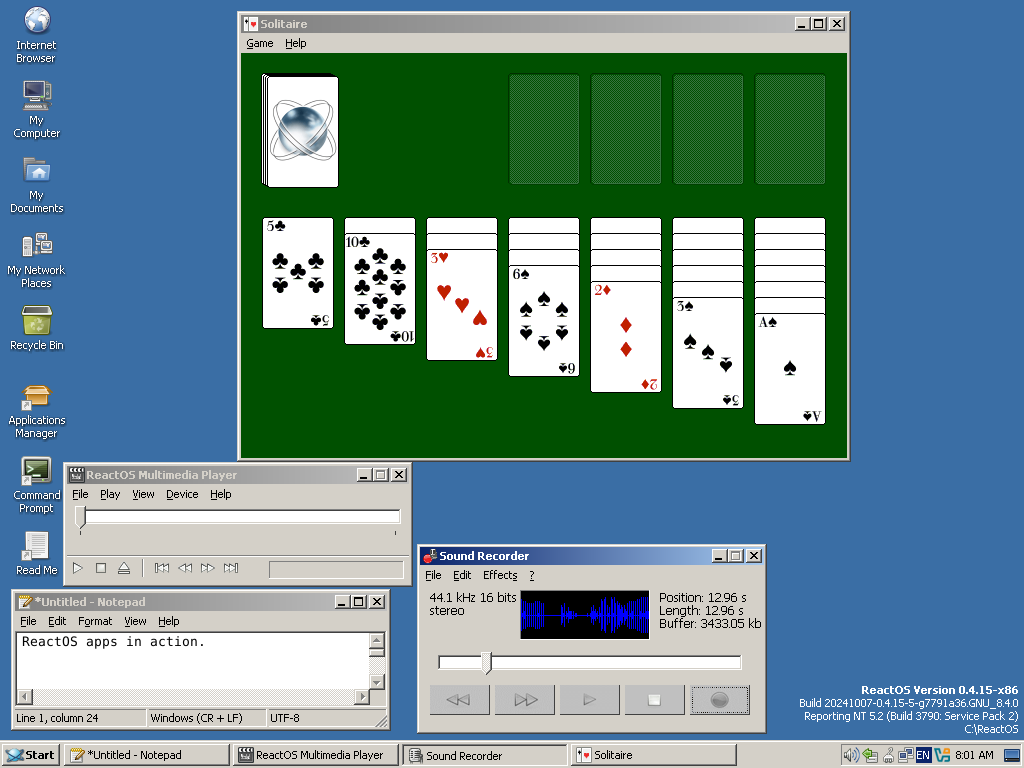 Internet
Browser
My
Computer
My
Documents
My Network
Places
Recycle Bin
Applications
Manager
Command
Prompt
Read Me
Solitaire
Game Help
5
5
10
10
3
3
6
6
2
2
3
3
A
A
ReactOS Multimedia Player
File Play View Device Help
*Untitled - Notepad
File Edit Format View Help
ReactOS apps in action.
Line 1, column 24 Windows (CR + LF) UTF-8
Sound Recorder
File Edit Effects ?
44.1 kHz 16 bits
stereo
Position: 12.96 s
Length: 12.96 s
Buffer: 3433.05 kb
ReactOS Version 0.4.15-x86
Build 20241007-0.4.15-5-g7791a36.GNU_8.4.0
Reporting NT 5.2 (Build 3790: Service Pack 2)
C:\ReactOS
Start *Untitled - Notepad ReactOS Multimedia Player Sound Recorder Solitaire EN 8:01 AM